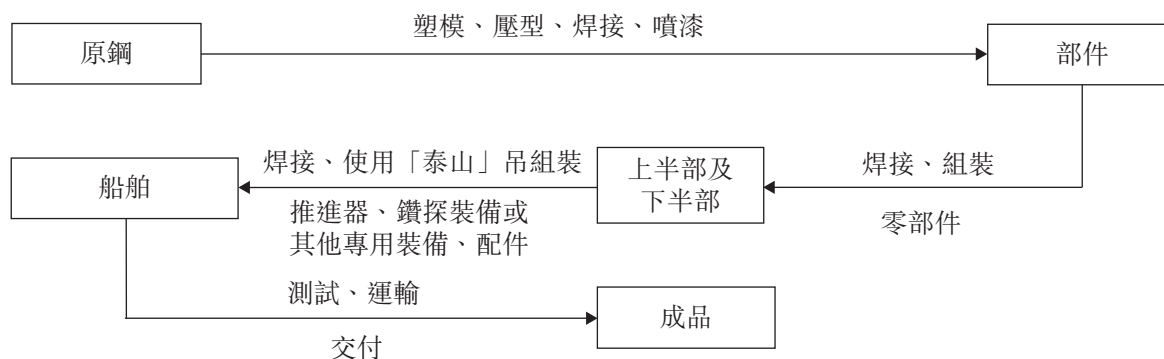 塑模、壓型、焊接、噴漆
原鋼
部件
焊接、使用「泰山」吊組裝
上半部及
下半部
焊接、組裝
船舶
推進器、鑽探裝備或
其他專用裝備、配件
零部件
測試、運輸
成品
交付